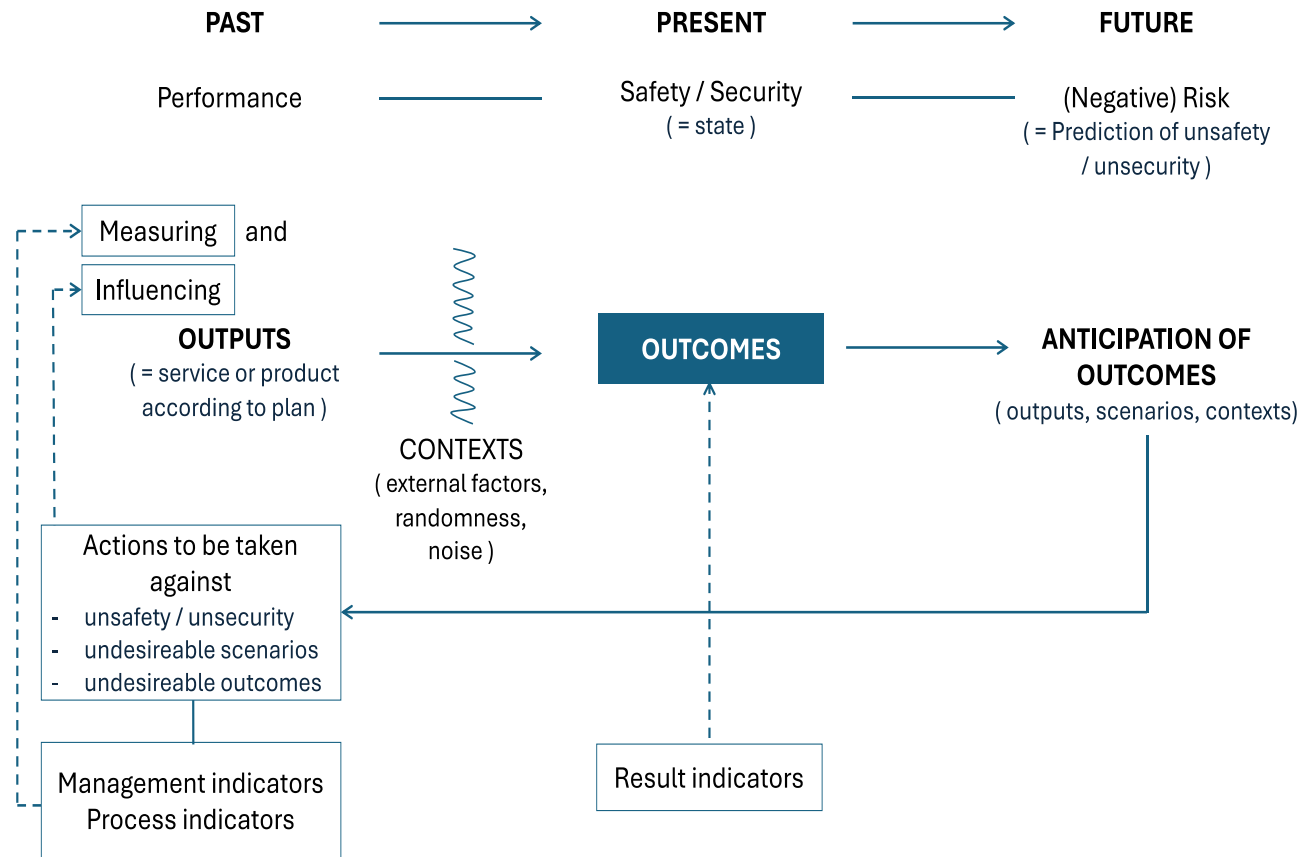 PAST
PRESENT
FUTURE
Performance
Safety / Security
( = state )
(Negative) Risk
( = Prediction of unsafety
/ unsecurity )
Measuring and
Influencing
OUTPUTS
( = service or product
according to plan )
CONTEXTS
( external factors,
randomness,
noise )
OUTCOMES
ANTICIPATION OF
OUTCOMES
( outputs, scenarios, contexts)
Actions to be taken
against
- unsafety / unsecurity
- undesireable scenarios
- undesireable outcomes
Management indicators
Process indicators
Result indicators